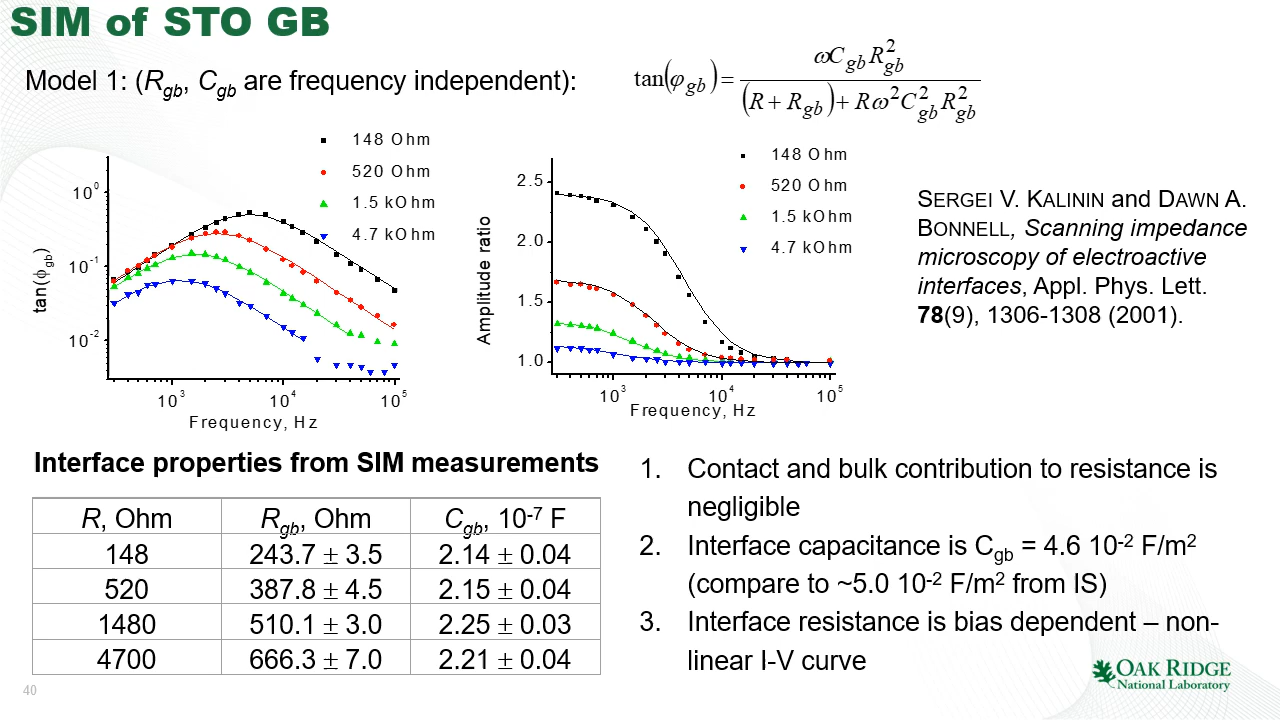 SIM of STO GB
Model 1: (Rgb, Cgb are frequency independent):
tan(φgb) = ωCgbR²gb / ((R + Rgb) + Rω²C²gbR²gb)
148 Ohm
520 Ohm
1.5 kOhm
4.7 kOhm
10⁰
10⁻¹
10⁻²
tan(ϕgb)
10³ 10⁴ 10⁵
Frequency, Hz
148 Ohm
520 Ohm
1.5 kOhm
4.7 kOhm
2.5
2.0
1.5
1.0
Amplitude ratio
10³ 10⁴ 10⁵
Frequency, Hz
SERGEI V. KALININ and DAWN A.
BONNELL, Scanning impedance
microscopy of electroactive
interfaces, Appl. Phys. Lett.
78(9), 1306-1308 (2001).
Interface properties from SIM measurements
R, Ohm Rgb, Ohm Cgb, 10⁻⁷ F
148 243.7 ± 3.5 2.14 ± 0.04
520 387.8 ± 4.5 2.15 ± 0.04
1480 510.1 ± 3.0 2.25 ± 0.03
4700 666.3 ± 7.0 2.21 ± 0.04
1. Contact and bulk contribution to resistance is
negligible
2. Interface capacitance is Cgb = 4.6 10⁻² F/m²
(compare to ~5.0 10⁻² F/m² from IS)
3. Interface resistance is bias dependent – non-
linear I-V curve
OAK RIDGE
National Laboratory
40